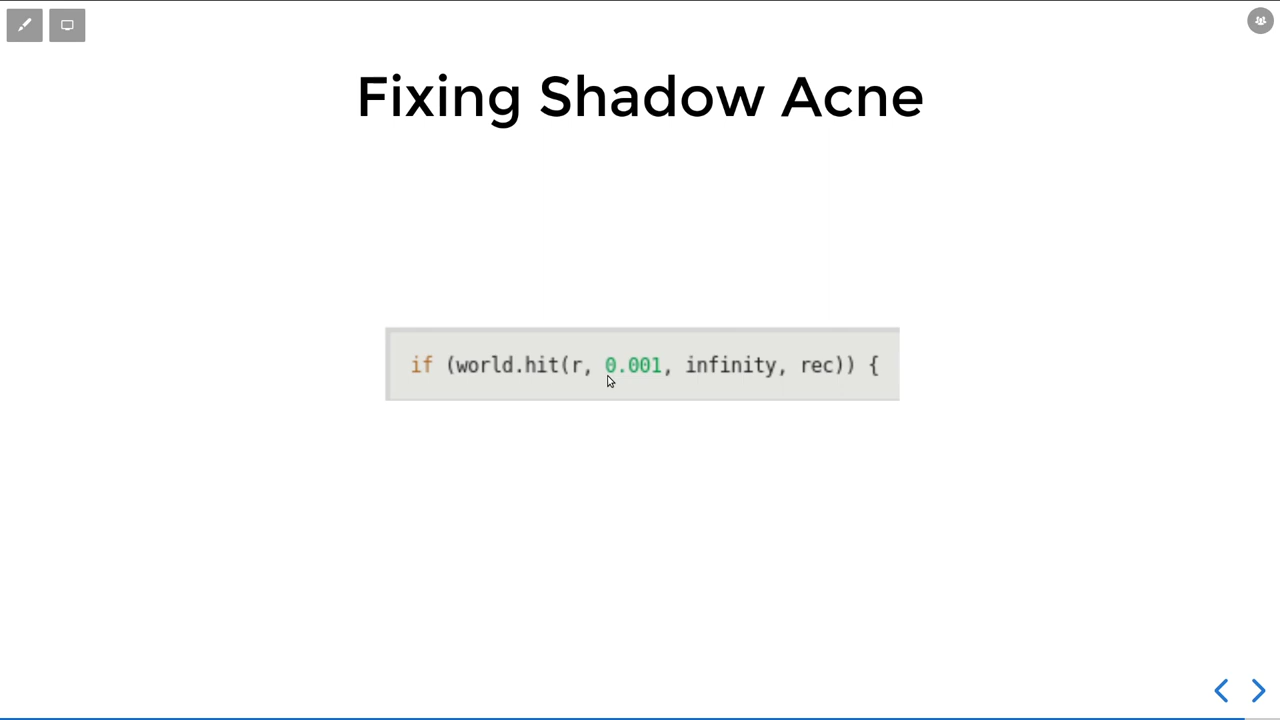 Fixing Shadow Acne
if (world.hit(r, 0.001, infinity, rec)) {